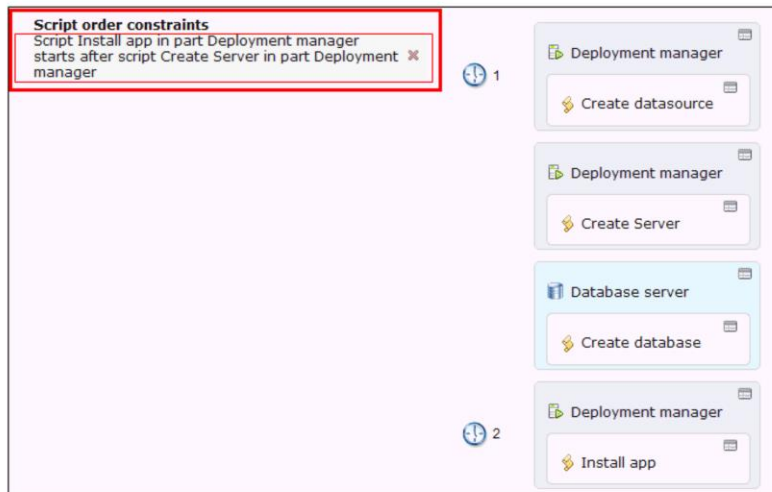 Script order constraints
Script Install app in part Deployment manager
starts after script Create Server in part Deployment
manager
1
Deployment manager
Create datasource
Deployment manager
Create Server
Database server
Create database
2
Deployment manager
Install app